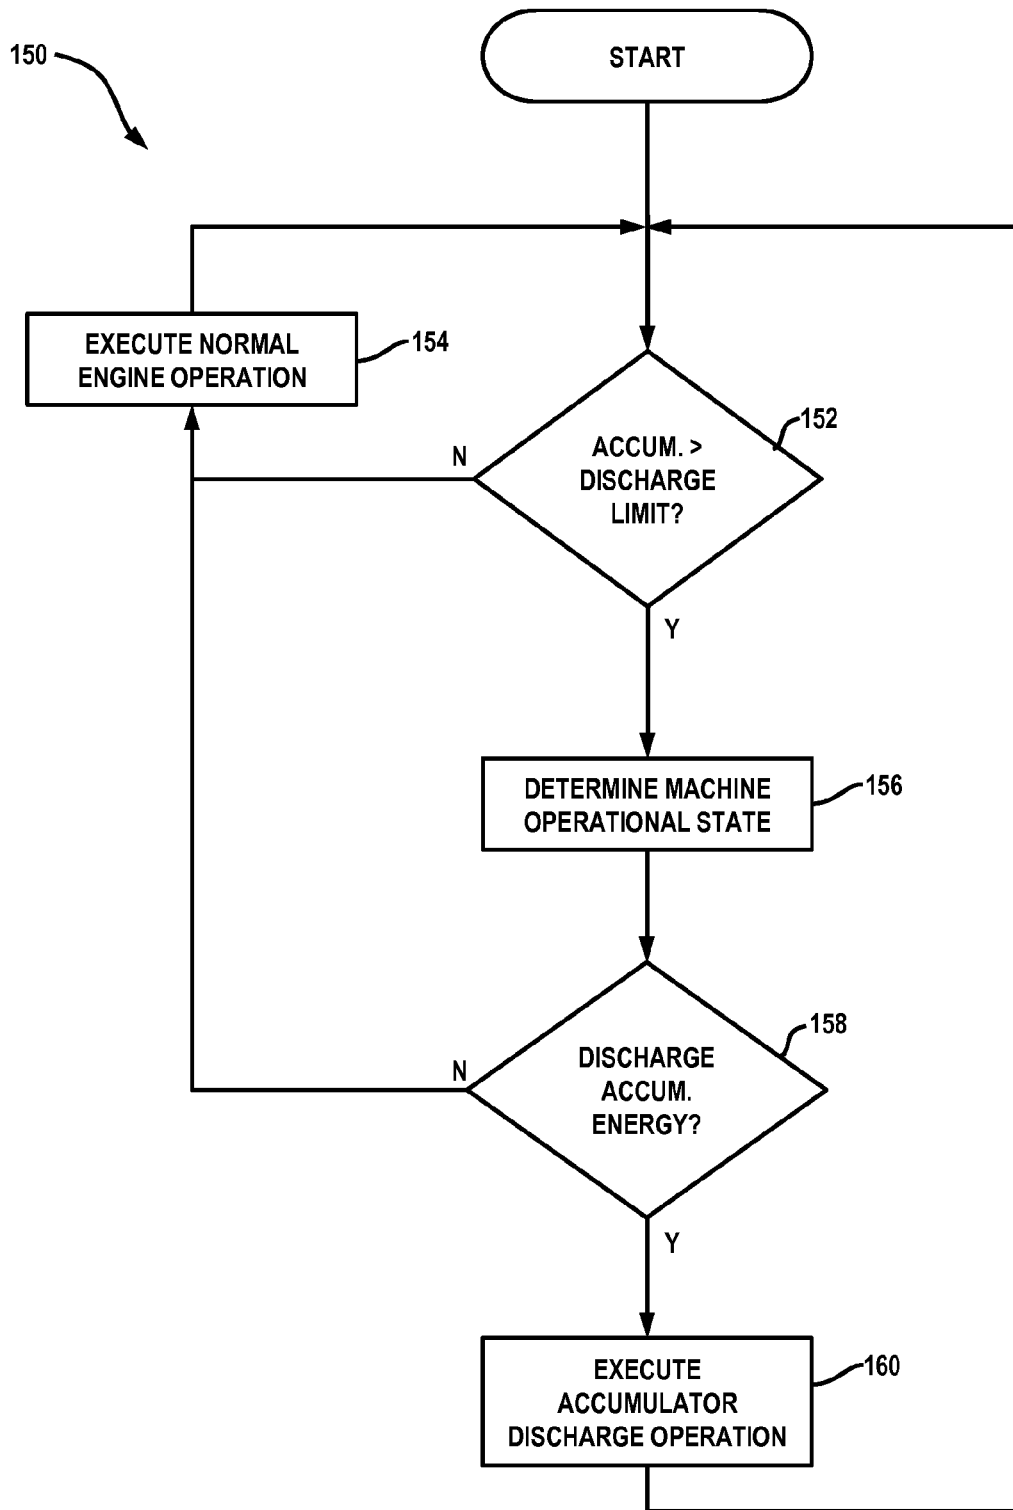 150
START
EXECUTE NORMAL
ENGINE OPERATION
154
152
ACCUM. >
DISCHARGE
LIMIT?
N
Y
DETERMINE MACHINE
OPERATIONAL STATE
156
158
DISCHARGE
ACCUM.
ENERGY?
N
Y
EXECUTE
ACCUMULATOR
DISCHARGE OPERATION
160